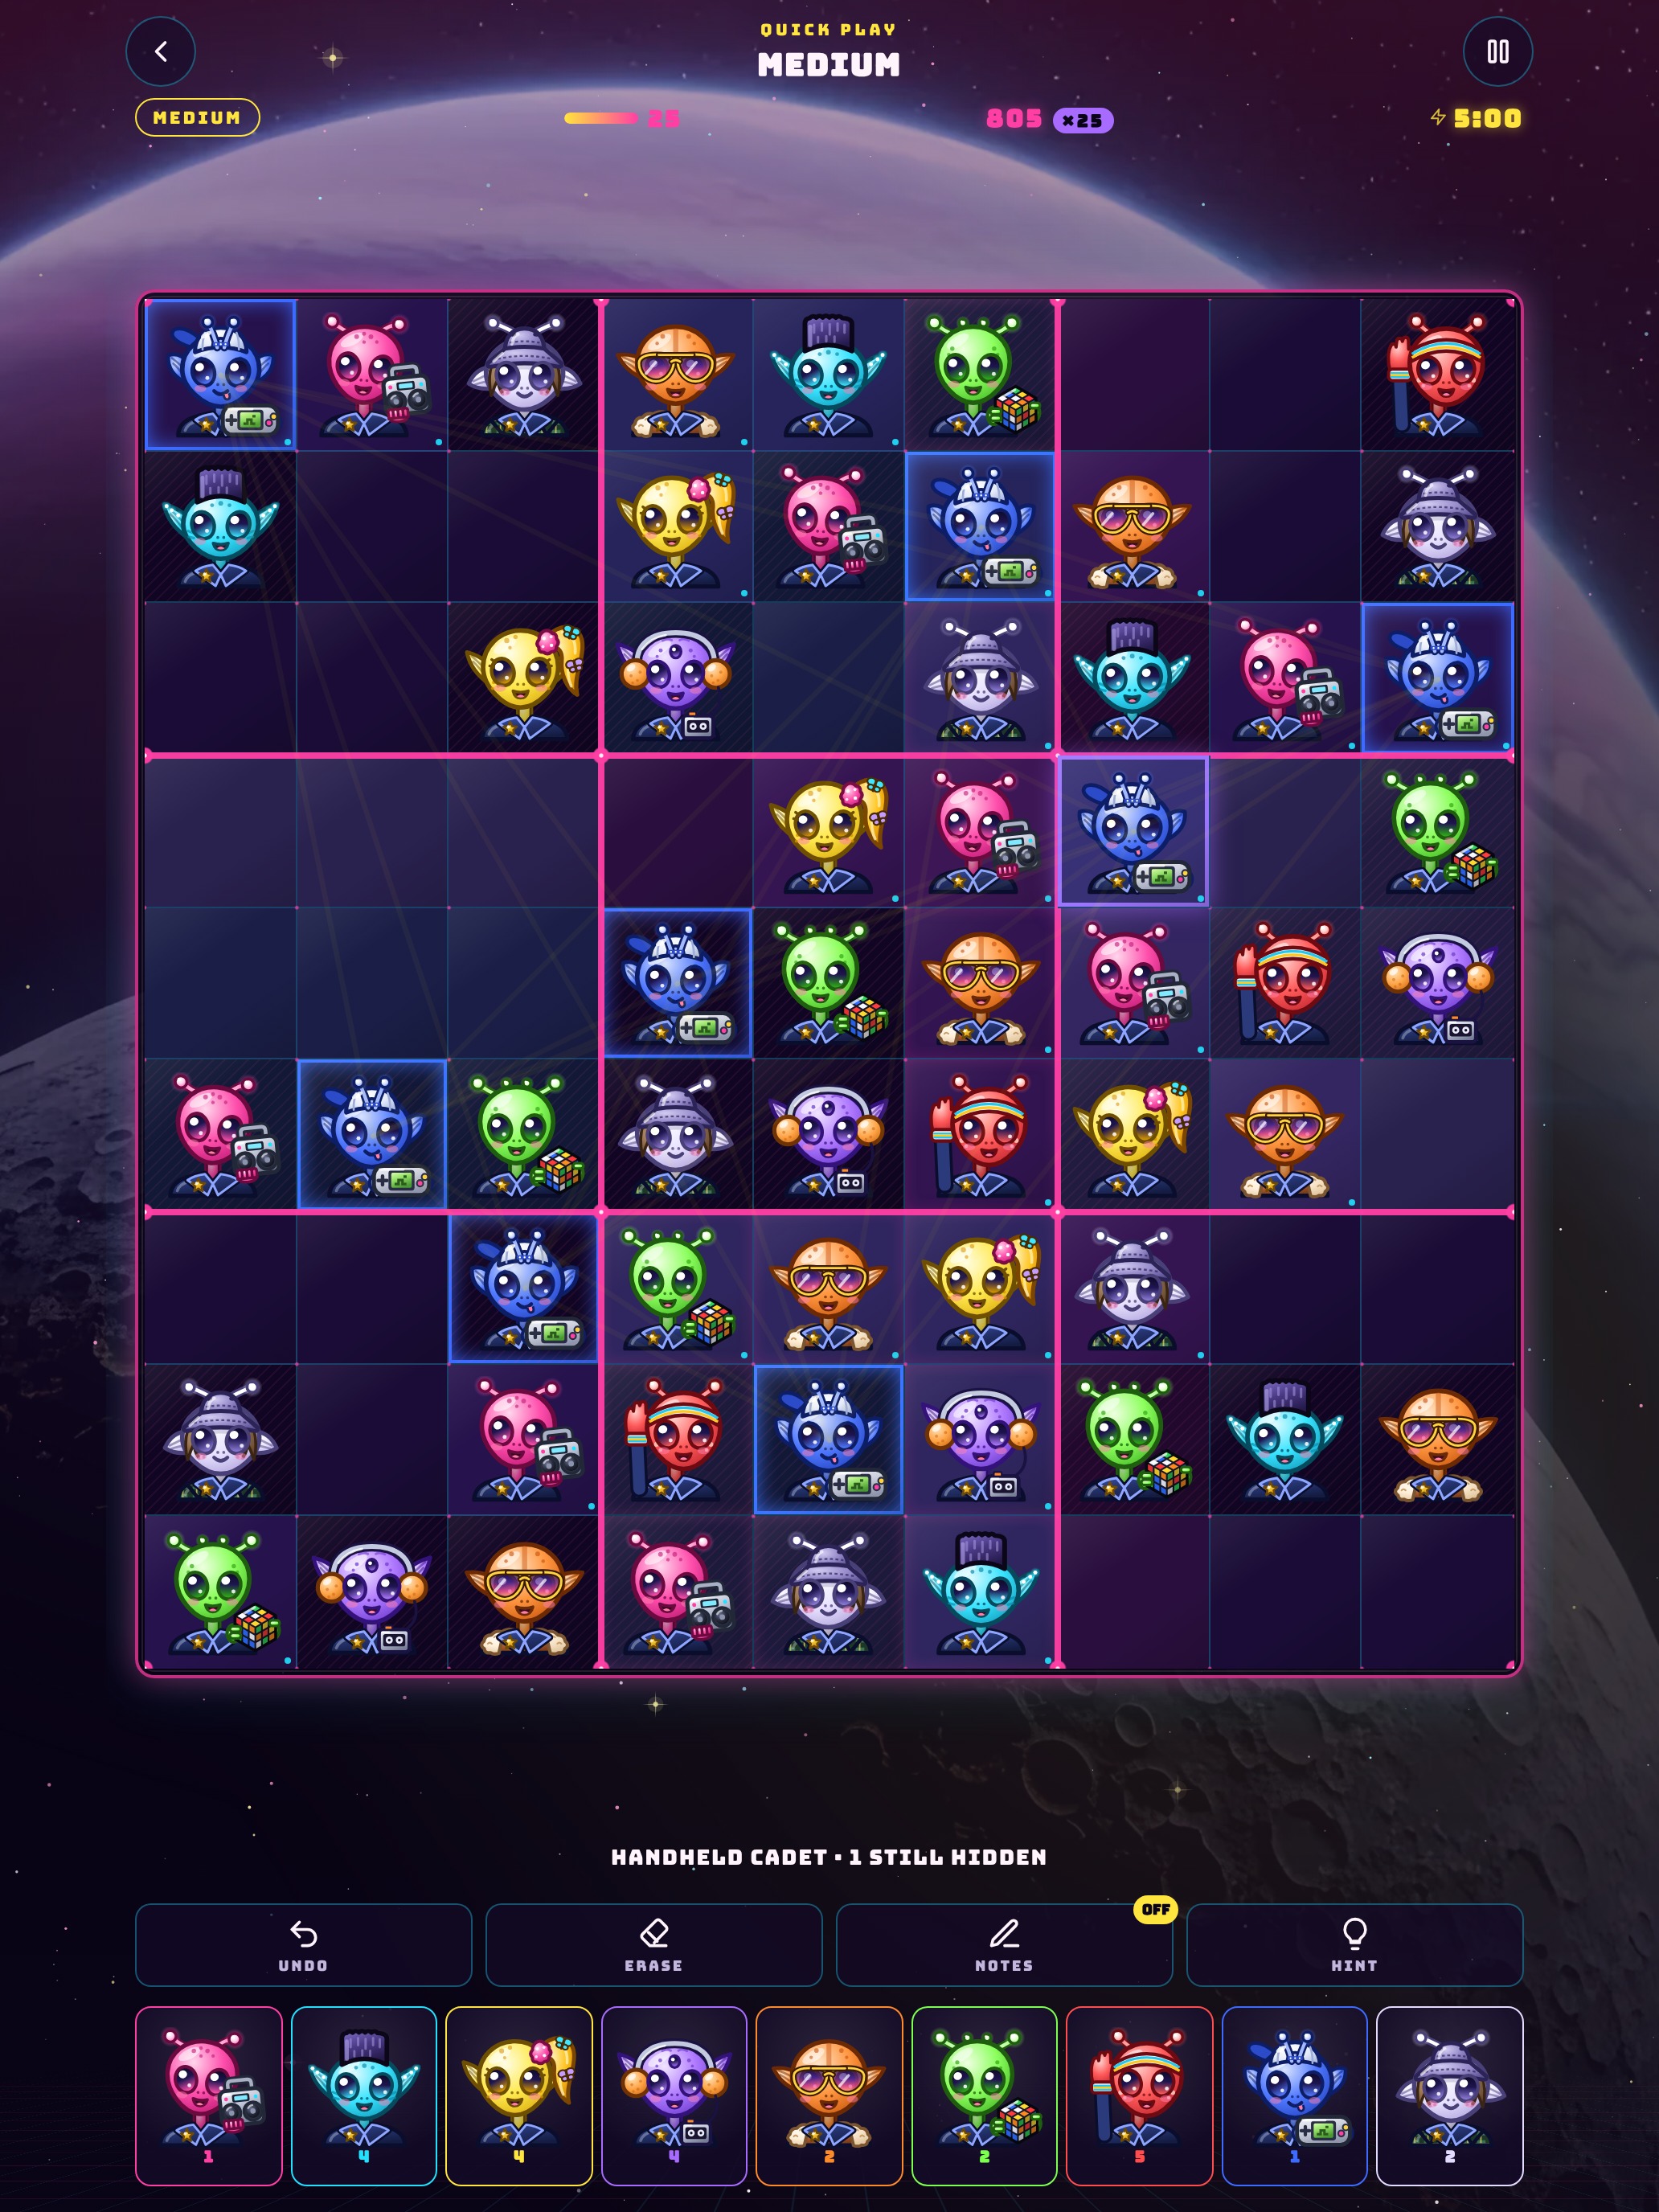 QUICK PLAY
MEDIUM
MEDIUM
25
805 ×25
5:00
HANDHELD CADET · 1 STILL HIDDEN
OFF
UNDO
ERASE
NOTES
HINT
1
4
4
4
2
2
5
1
2